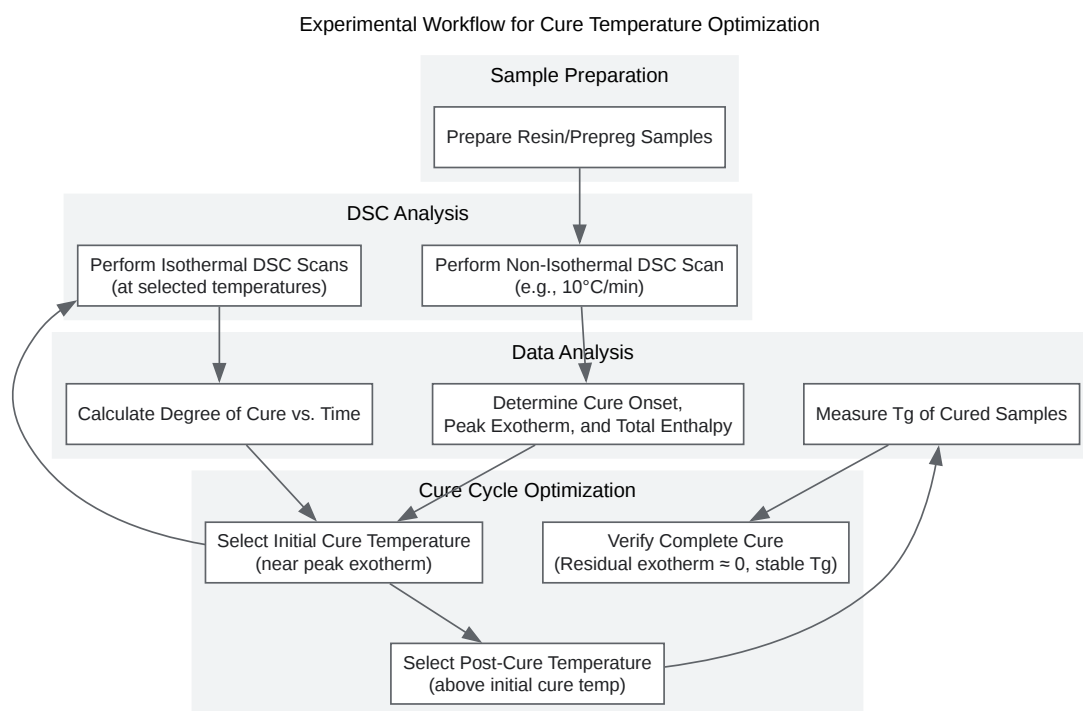 Experimental Workflow for Cure Temperature Optimization
Sample Preparation
Prepare Resin/Prepreg Samples
DSC Analysis
Perform Isothermal DSC Scans
(at selected temperatures)
Perform Non-Isothermal DSC Scan
(e.g., 10°C/min)
Data Analysis
Calculate Degree of Cure vs. Time
Determine Cure Onset,
Peak Exotherm, and Total Enthalpy
Measure Tg of Cured Samples
Cure Cycle Optimization
Select Initial Cure Temperature
(near peak exotherm)
Verify Complete Cure
(Residual exotherm ≈ 0, stable Tg)
Select Post-Cure Temperature
(above initial cure temp)